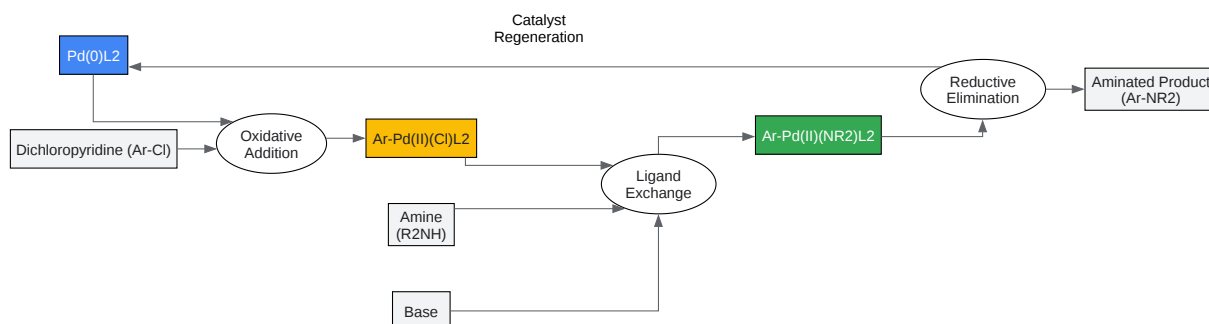 Catalyst
Regeneration
Pd(0)L2
Reductive
Elimination
Aminated Product
(Ar-NR2)
Oxidative
Addition
Dichloropyridine (Ar-Cl)
Ar-Pd(II)(Cl)L2
Ar-Pd(II)(NR2)L2
Ligand
Exchange
Amine
(R2NH)
Base